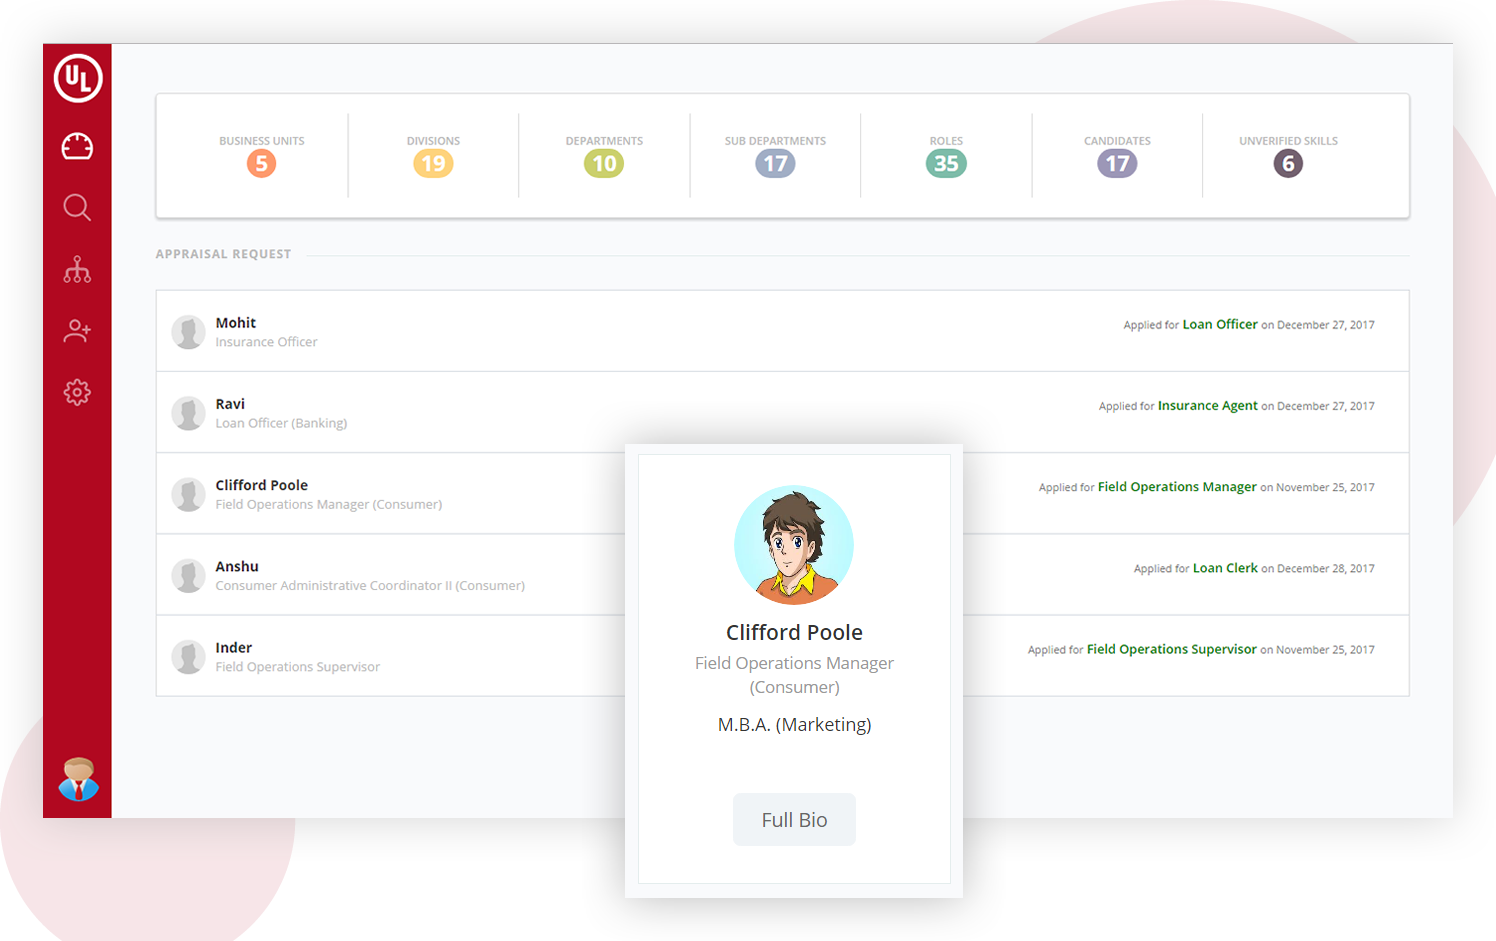 UL
BUSINESS UNITS
5
DIVISIONS
19
DEPARTMENTS
10
SUB DEPARTMENTS
17
ROLES
35
CANDIDATES
17
UNVERIFIED SKILLS
6
APPRAISAL REQUEST
Mohit
Insurance Officer
Applied for Loan Officer on December 27, 2017
Ravi
Loan Officer (Banking)
Applied for Insurance Agent on December 27, 2017
Clifford Poole
Field Operations Manager (Consumer)
Applied for Field Operations Manager on November 25, 2017
Anshu
Consumer Administrative Coordinator II (Consumer)
Applied for Loan Clerk on December 28, 2017
Inder
Field Operations Supervisor
Applied for Field Operations Supervisor on November 25, 2017
Clifford Poole
Field Operations Manager
(Consumer)
M.B.A. (Marketing)
Full Bio